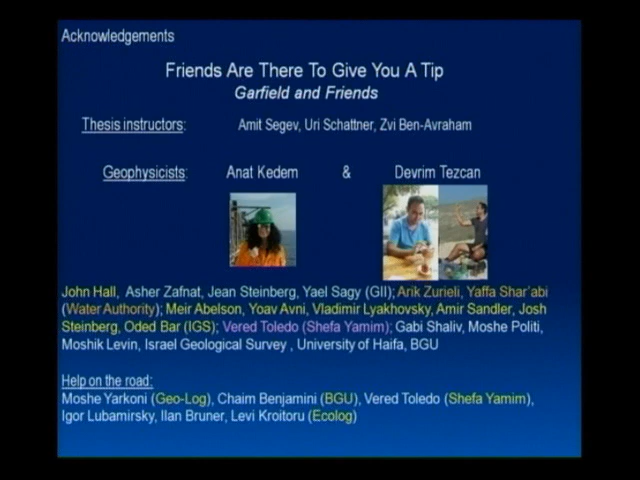 Acknowledgements
Friends Are There To Give You A Tip
Garfield and Friends
Thesis instructors: Amit Segev, Uri Schattner, Zvi Ben-Avraham
Geophysicists: Anat Kedem & Devrim Tezcan
John Hall, Asher Zafnat, Jean Steinberg, Yael Sagy (GII); Arik Zurieli, Yaffa Shar'abi
(Water Authority); Meir Abelson, Yoav Avni, Vladimir Lyakhovsky, Amir Sandler, Josh
Steinberg, Oded Bar (IGS); Vered Toledo (Shefa Yamim); Gabi Shaliv, Moshe Politi,
Moshik Levin, Israel Geological Survey , University of Haifa, BGU
Help on the road:
Moshe Yarkoni (Geo-Log), Chaim Benjamini (BGU), Vered Toledo (Shefa Yamim),
Igor Lubamirsky, Ilan Bruner, Levi Kroitoru (Ecolog)